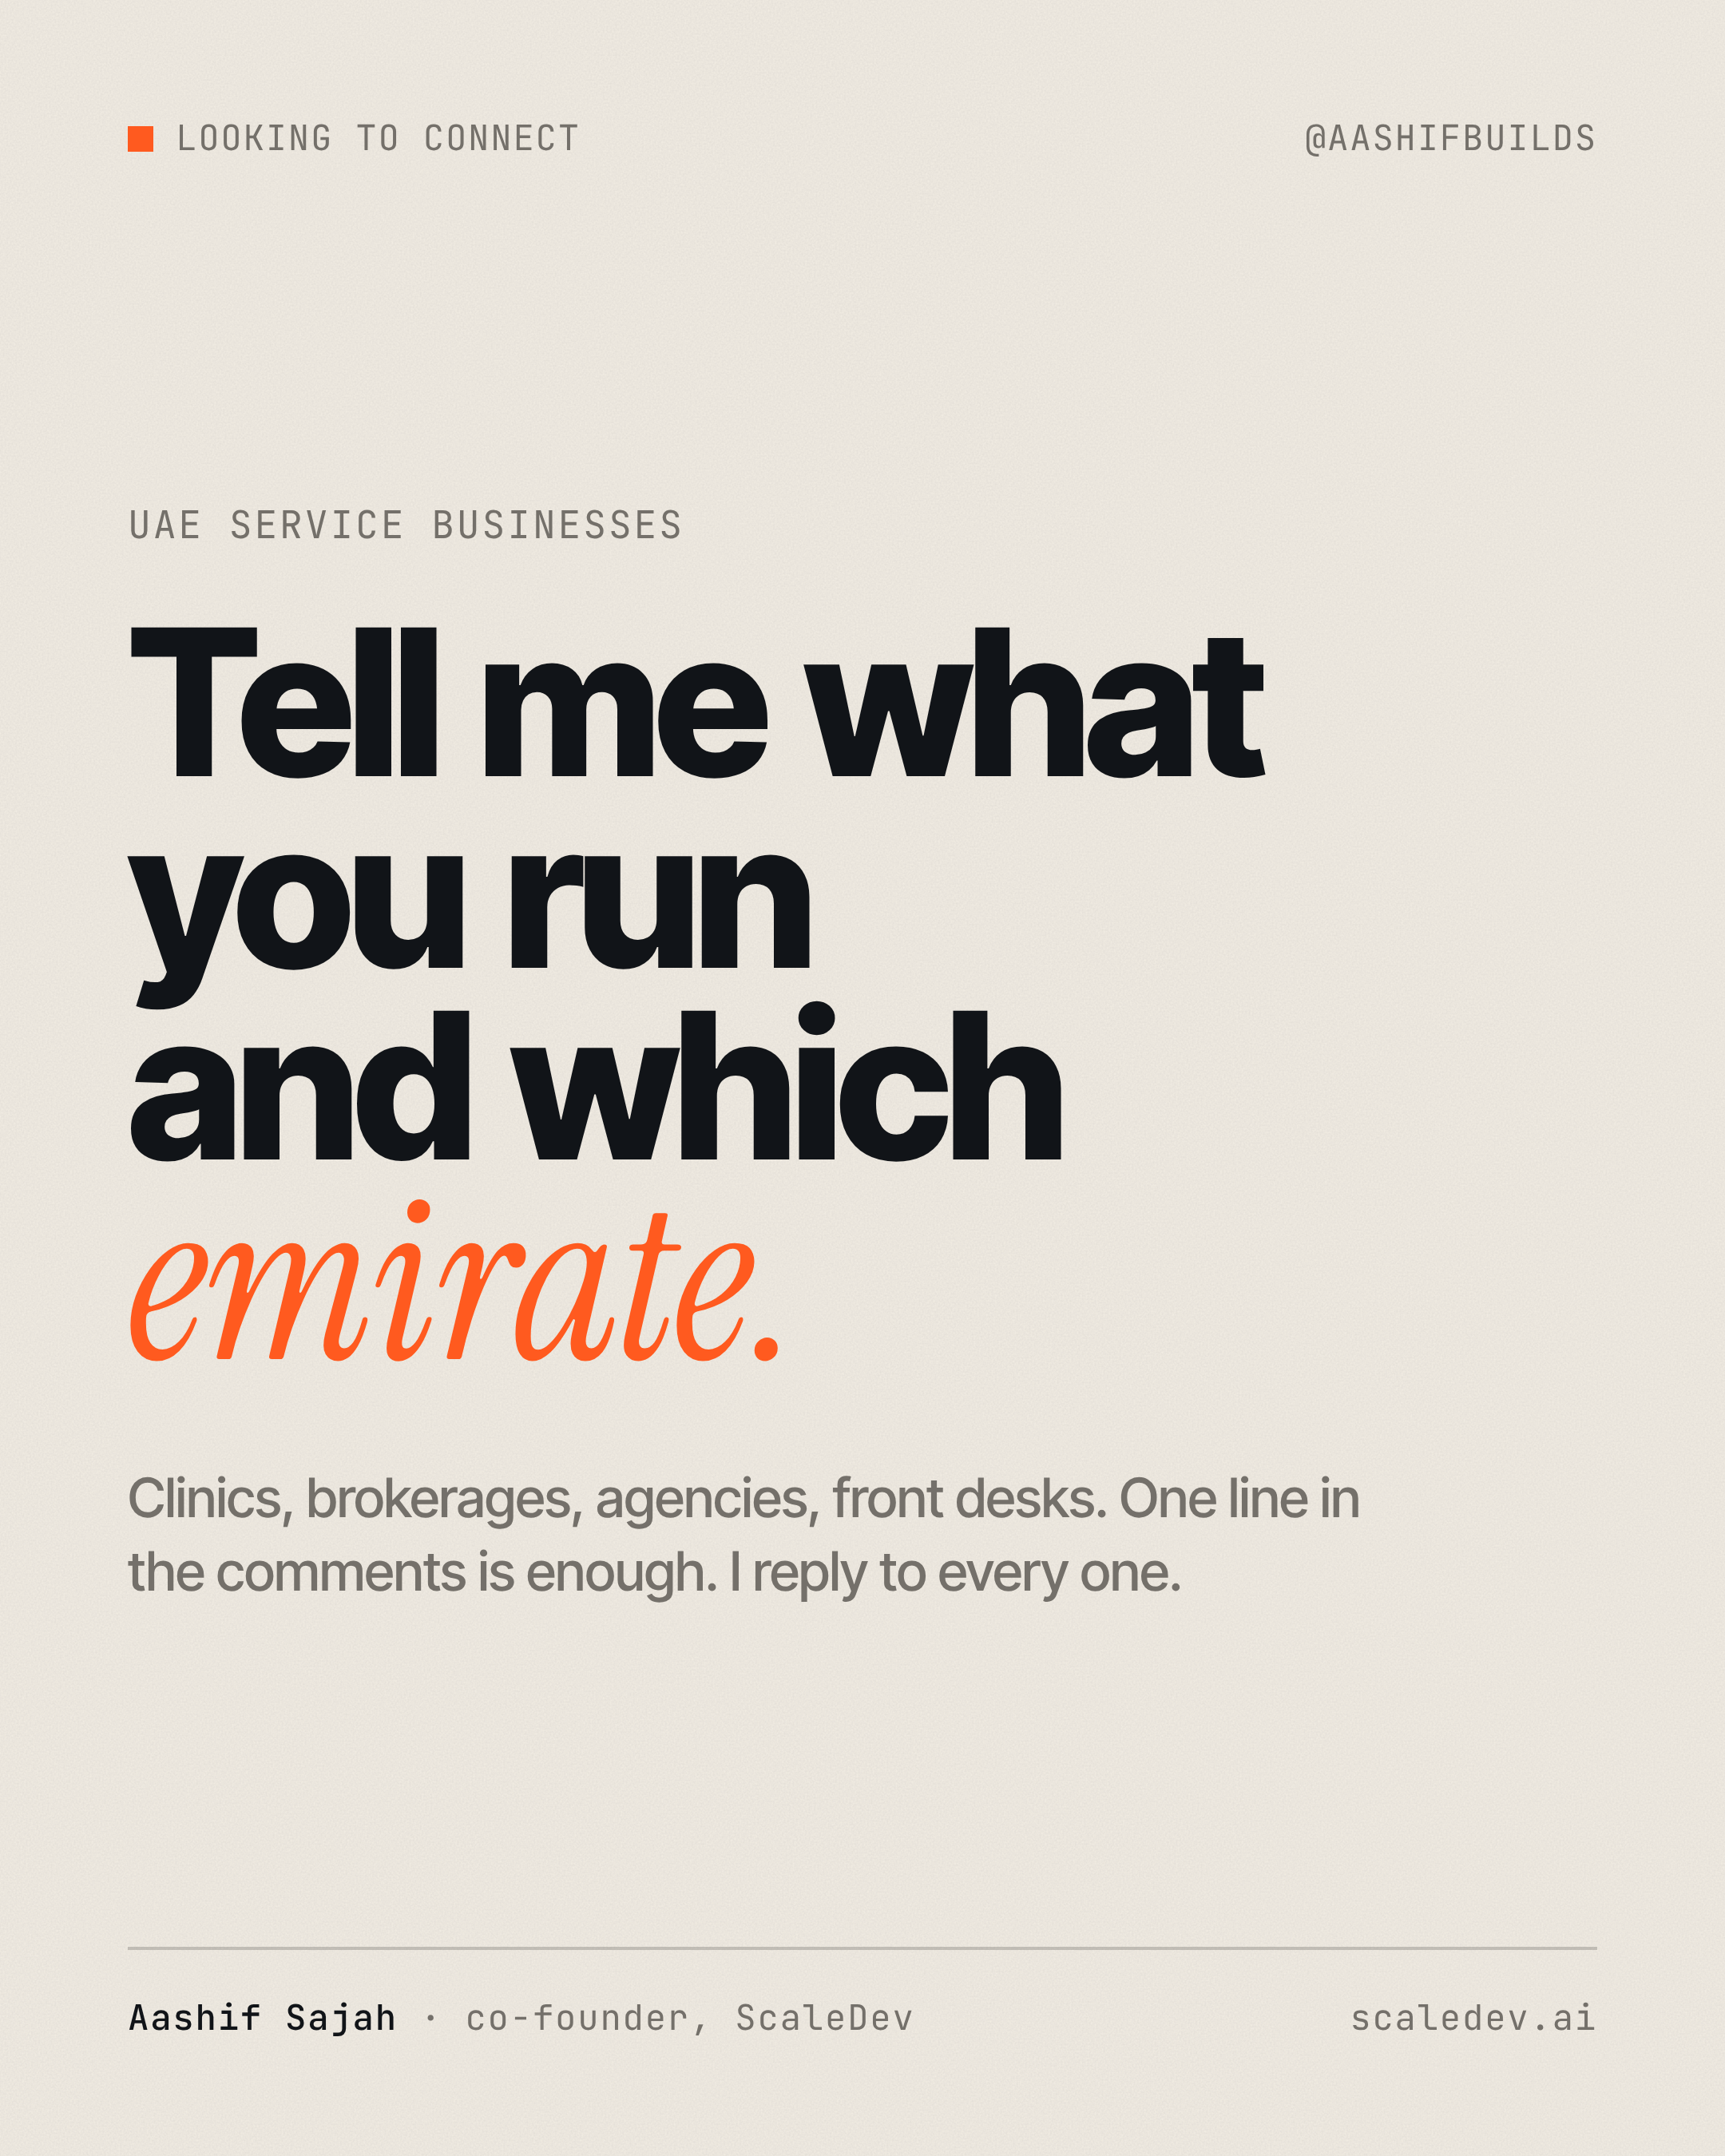 LOOKING TO CONNECT
@AASHIFBUILDS
UAE SERVICE BUSINESSES
Tell me what
you run
and which
emirate.
Clinics, brokerages, agencies, front desks. One line in
the comments is enough. I reply to every one.
Aashif Sajah · co-founder, ScaleDev
scaledev.ai